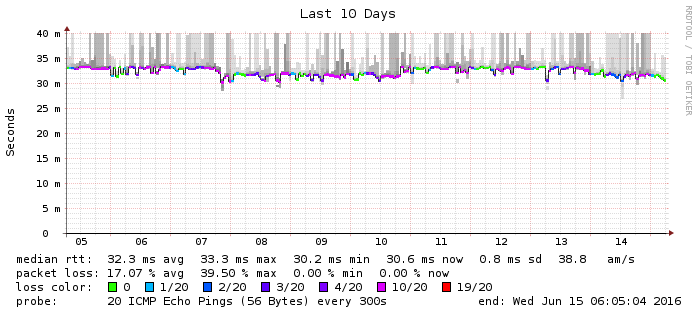 Last 10 Days
RRDTOOL / TOBI OETIKER
Seconds
40 m
35 m
30 m
25 m
20 m
15 m
10 m
5 m
0
05 06 07 08 09 10 11 12 13 14
median rtt: 32.3 ms avg 33.3 ms max 30.2 ms min 30.6 ms now 0.8 ms sd 38.8 am/s
packet loss: 17.07 % avg 39.50 % max 0.00 % min 0.00 % now
loss color: 0 1/20 2/20 3/20 4/20 10/20 19/20
probe: 20 ICMP Echo Pings (56 Bytes) every 300s end: Wed Jun 15 06:05:04 2016